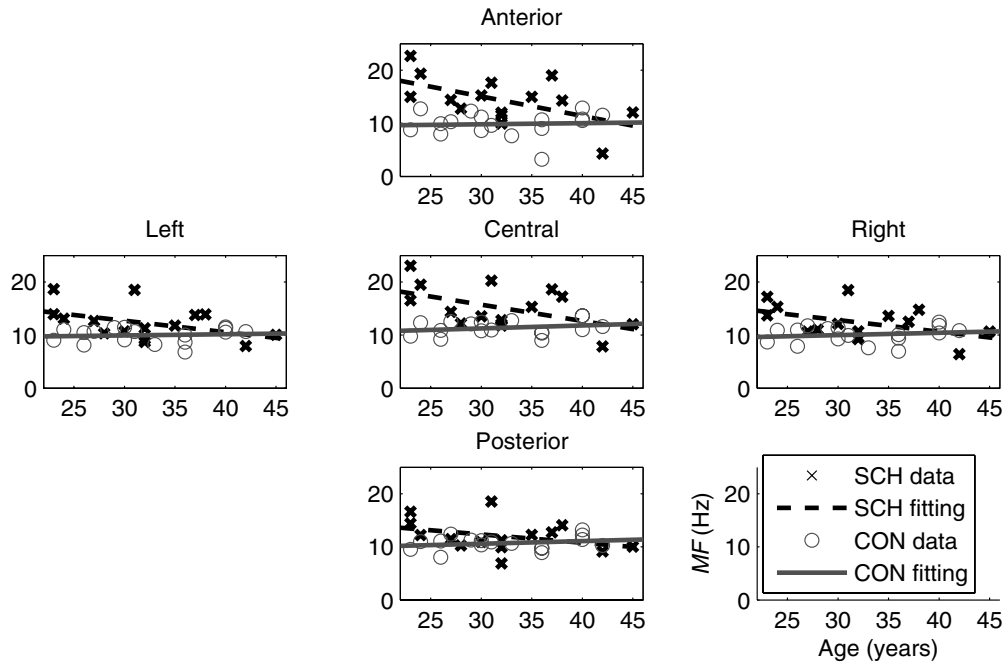 Anterior
20
10
0
25 30 35 40 45
Left
20
10
0
25 30 35 40 45
Central
20
10
0
25 30 35 40 45
Right
20
10
0
25 30 35 40 45
Posterior
20
10
0
25 30 35 40 45
MF (Hz)
20
10
0
SCH data
SCH fitting
CON data
CON fitting
25 30 35 40 45
Age (years)